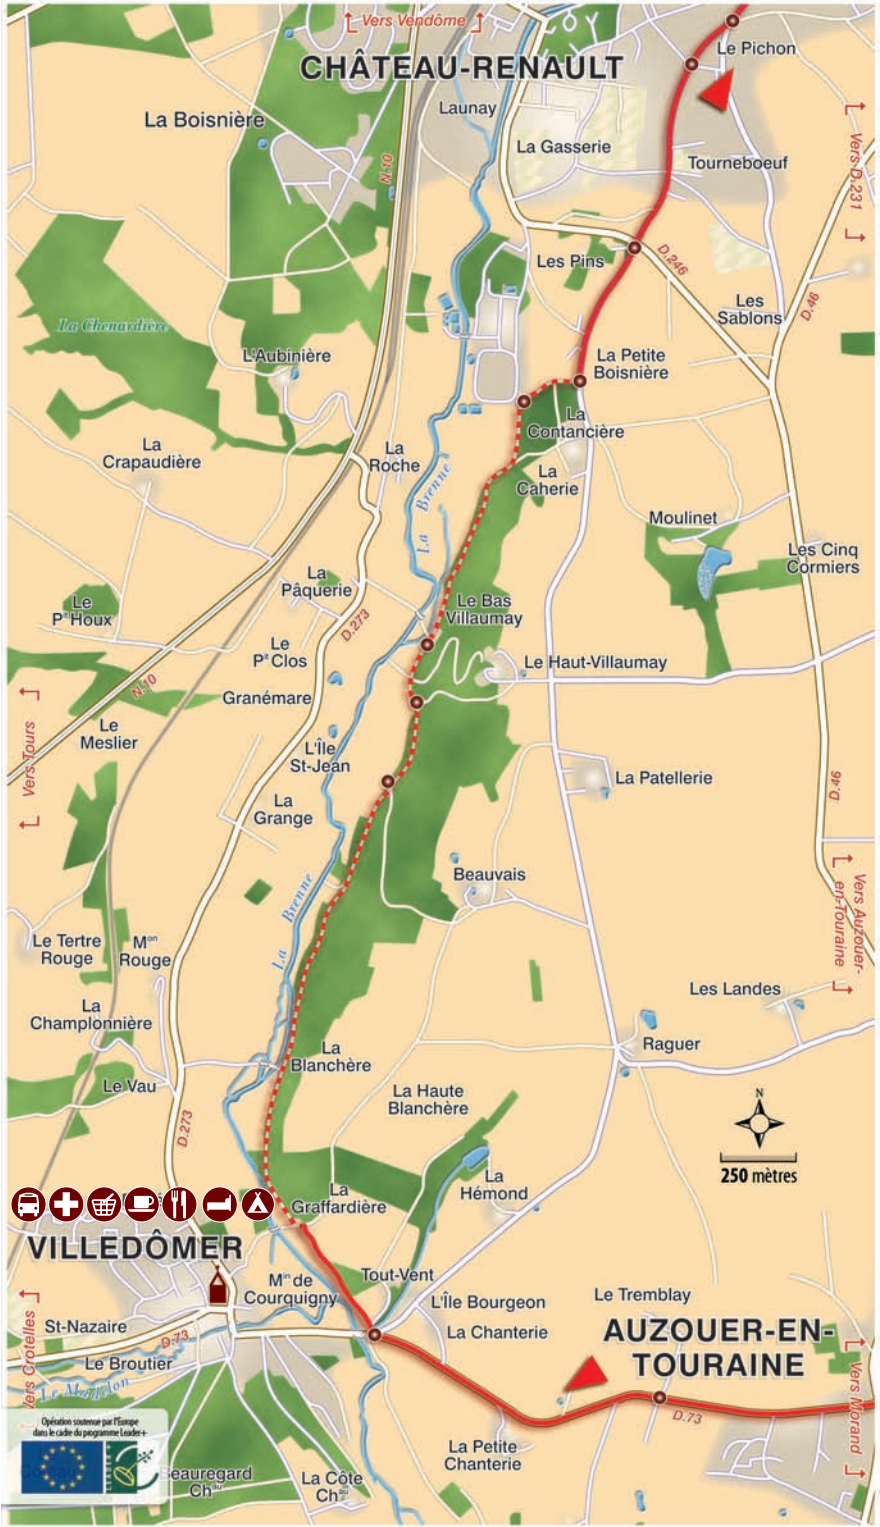 Vers Vendôme
Le Pichon
CHÂTEAU-RENAULT
Launay
La Boisnière
La Gasserie
Tourneboeuf
N.10
Vers D.231
Les Pins
D.246
La Brenne
Les
Sablons
D.46
La Chenardière
L'Aubinière
La Petite
Boisnière
La
Contancière
La
Crapaudière
La
Roche
La
Caherie
La Brenne
Moulinet
Les Cinq
Cormiers
La
Pâquerie
Le
Pᵗ Houx
Le Bas
Villaumay
D.273
Le
Pᵗ Clos
Le Haut-Villaumay
N.10
Granémare
Le
Meslier
Vers Tours
L'Île
St-Jean
La Patellerie
D.46
La
Grange
Beauvais
Vers Auzouer-
en-Touraine
La Brenne
Le Tertre
Rouge
Mᵒⁿ
Rouge
Les Landes
La
Champlonnière
Raguer
La
Blanchère
Le Vau
La Haute
Blanchère
D.273
N
250 mètres
La
Hémond
La
Graffardière
VILLEDÔMER
Tout-Vent
Mⁱⁿ de
Courquigny
L'Île Bourgeon
Le Tremblay
St-Nazaire
La Chanterie
AUZOUER-EN-
TOURAINE
D.73
Le Broutier
Le Madelon
Vers Crotelles
Vers Morand
D.73
Opération soutenue par l'Europe
dans le cadre du programme Leader+
LEADER
La Petite
Chanterie
Beauregard
Chᵃᵘ
La Côte
Chᵃᵘ